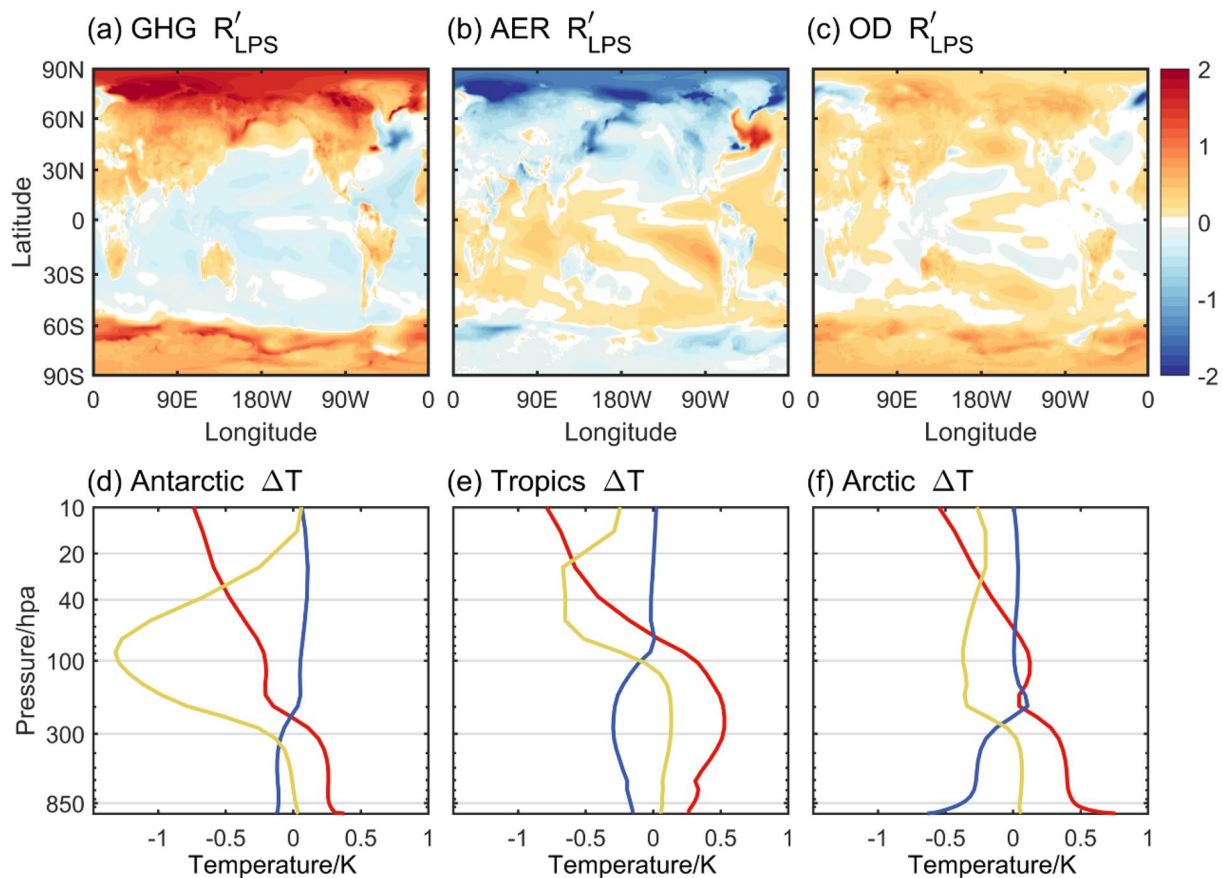 (a) GHG R′LPS (b) AER R′LPS (c) OD R′LPS
90N
60N
30N
0
30S
60S
90S
Latitude
0 90E 180W 90W 0
0 90E 180W 90W 0
0 90E 180W 90W 0
Longitude Longitude Longitude
2
1
0
-1
-2
(d) Antarctic ΔT (e) Tropics ΔT (f) Arctic ΔT
10
20
40
100
300
850
Pressure/hpa
-1 -0.5 0 0.5 1
-1 -0.5 0 0.5 1
-1 -0.5 0 0.5 1
Temperature/K Temperature/K Temperature/K